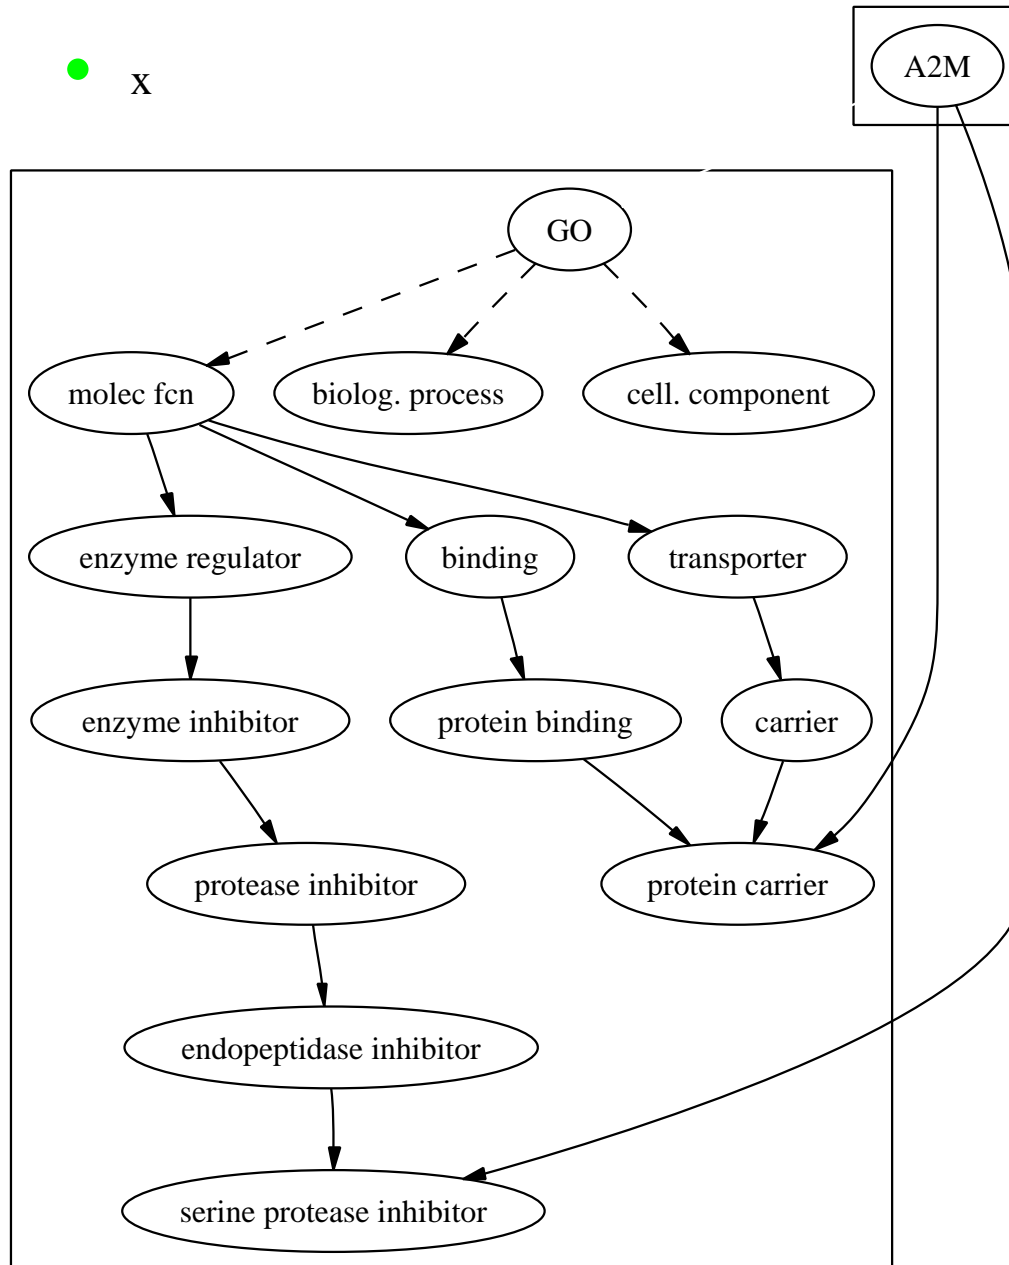 A2M
x
GO
molec fcn
biolog. process
cell. component
enzyme regulator
binding
transporter
enzyme inhibitor
protein binding
carrier
protease inhibitor
protein carrier
endopeptidase inhibitor
serine protease inhibitor